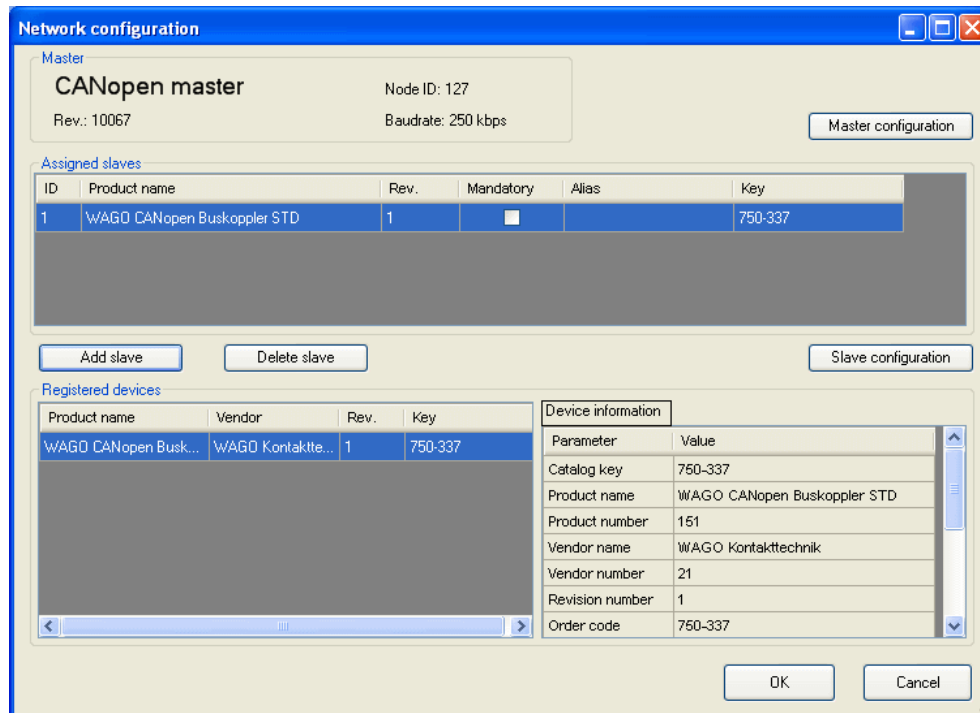 Network configuration
Master
CANopen master
Node ID: 127
Rev.: 10067
Baudrate: 250 kbps
Master configuration
Assigned slaves
ID Product name Rev. Mandatory Alias Key
1 WAGO CANopen Buskoppler STD 1 750-337
Add slave Delete slave Slave configuration
Registered devices
Product name Vendor Rev. Key
WAGO CANopen Busk... WAGO Kontaktte... 1 750-337
Device information
Parameter Value
Catalog key 750-337
Product name WAGO CANopen Buskoppler STD
Product number 151
Vendor name WAGO Kontakttechnik
Vendor number 21
Revision number 1
Order code 750-337
OK Cancel